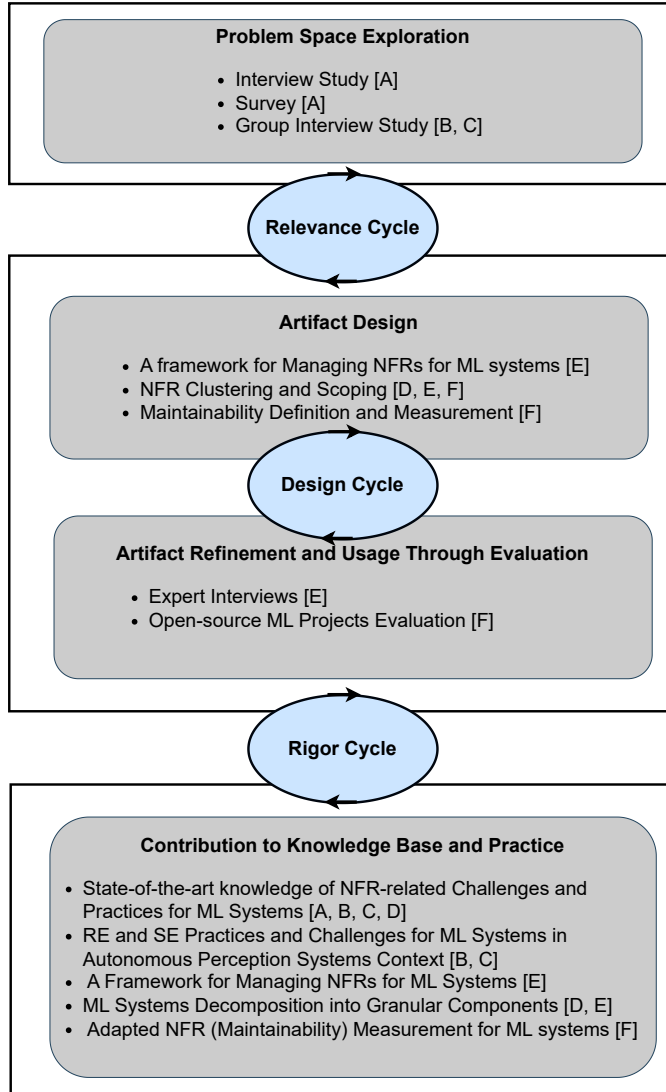 Problem Space Exploration
• Interview Study [A]
• Survey [A]
• Group Interview Study [B, C]
Relevance Cycle
Artifact Design
• A framework for Managing NFRs for ML systems [E]
• NFR Clustering and Scoping [D, E, F]
• Maintainability Definition and Measurement [F]
Design Cycle
Artifact Refinement and Usage Through Evaluation
• Expert Interviews [E]
• Open-source ML Projects Evaluation [F]
Rigor Cycle
Contribution to Knowledge Base and Practice
• State-of-the-art knowledge of NFR-related Challenges and
Practices for ML Systems [A, B, C, D]
• RE and SE Practices and Challenges for ML Systems in
Autonomous Perception Systems Context [B, C]
• A Framework for Managing NFRs for ML Systems [E]
• ML Systems Decomposition into Granular Components [D, E]
• Adapted NFR (Maintainability) Measurement for ML systems [F]